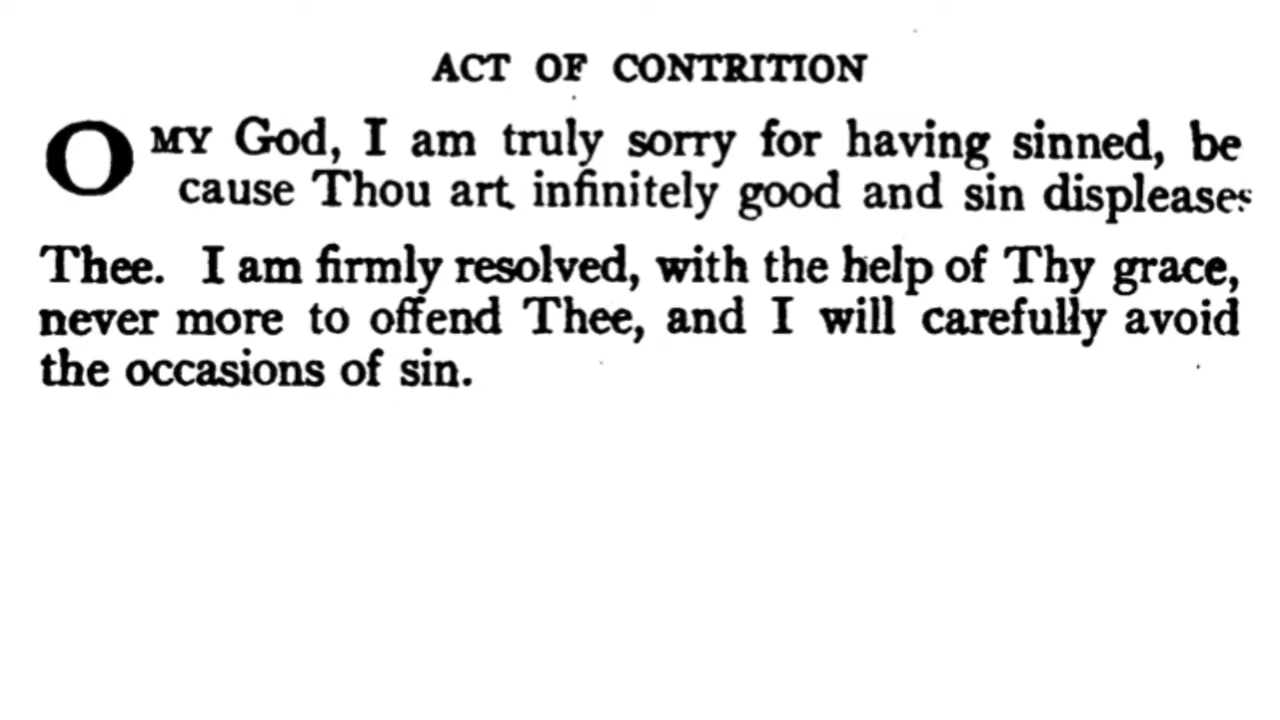 ACT OF CONTRITION
O MY God, I am truly sorry for having sinned, be
cause Thou art infinitely good and sin displeases
Thee. I am firmly resolved, with the help of Thy grace,
never more to offend Thee, and I will carefully avoid
the occasions of sin.